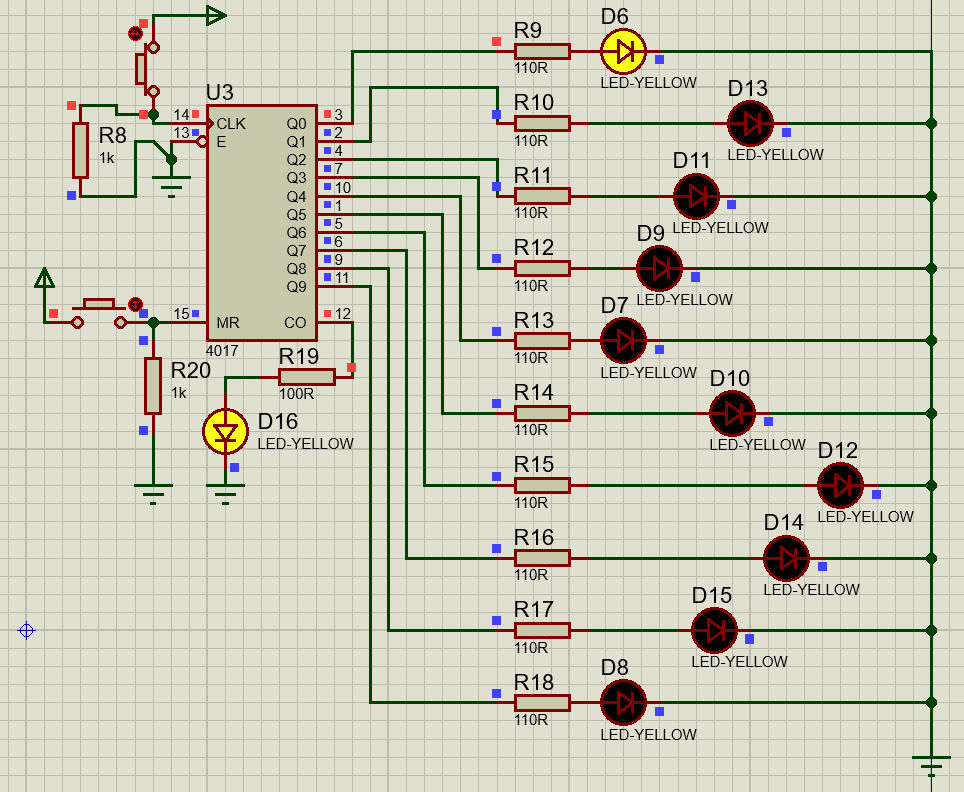 D6
R9
110R
LED-YELLOW
D13
U3
R10
110R
LED-YELLOW
R8
1k
14
CLK
13
E
Q0
3
Q1
2
Q2
4
Q3
7
Q4
10
Q5
1
Q6
5
Q7
6
Q8
9
Q9
11
15
MR
CO
12
4017
D11
R11
110R
LED-YELLOW
D9
R12
110R
LED-YELLOW
D7
R13
110R
LED-YELLOW
R19
100R
R20
1k
D16
LED-YELLOW
D10
R14
110R
LED-YELLOW
D12
R15
110R
LED-YELLOW
D14
R16
110R
LED-YELLOW
D15
R17
110R
LED-YELLOW
D8
R18
110R
LED-YELLOW